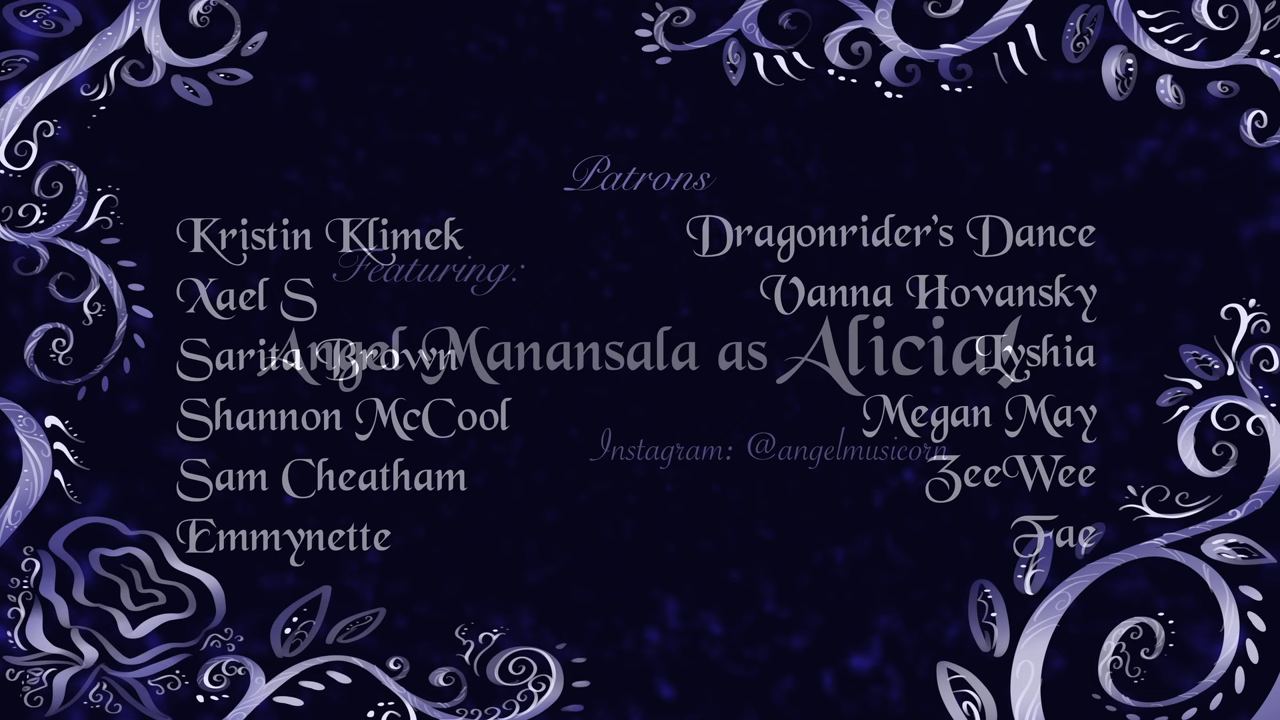 Patrons
Kristin Klimek
Dragonrider's Dance
Featuring:
Xael S
Vanna Hovansky
Sarita Brown
Angel Manansala as Alicia!
Lyshia
Shannon McCool
Megan May
Instagram: @angelmusicorn
Sam Cheatham
ZeeWee
Emmynette
Fae